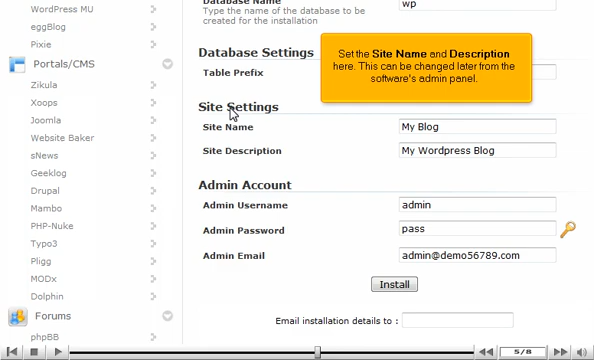 WordPress MU
eggBlog
Pixie
Portals/CMS
Zikula
Xoops
Joomla
Website Baker
sNews
Geeklog
Drupal
Mambo
PHP-Nuke
Typo3
Pligg
MODx
Dolphin
Forums
phpBB
Database Name
wp
Type the name of the database to be
created for the installation
Database Settings
Table Prefix
Set the Site Name and Description
here. This can be changed later from the
software's admin panel.
Site Settings
Site Name
My Blog
Site Description
My Wordpress Blog
Admin Account
Admin Username
admin
Admin Password
pass
Admin Email
admin@demo56789.com
Install
Email installation details to :
5/8